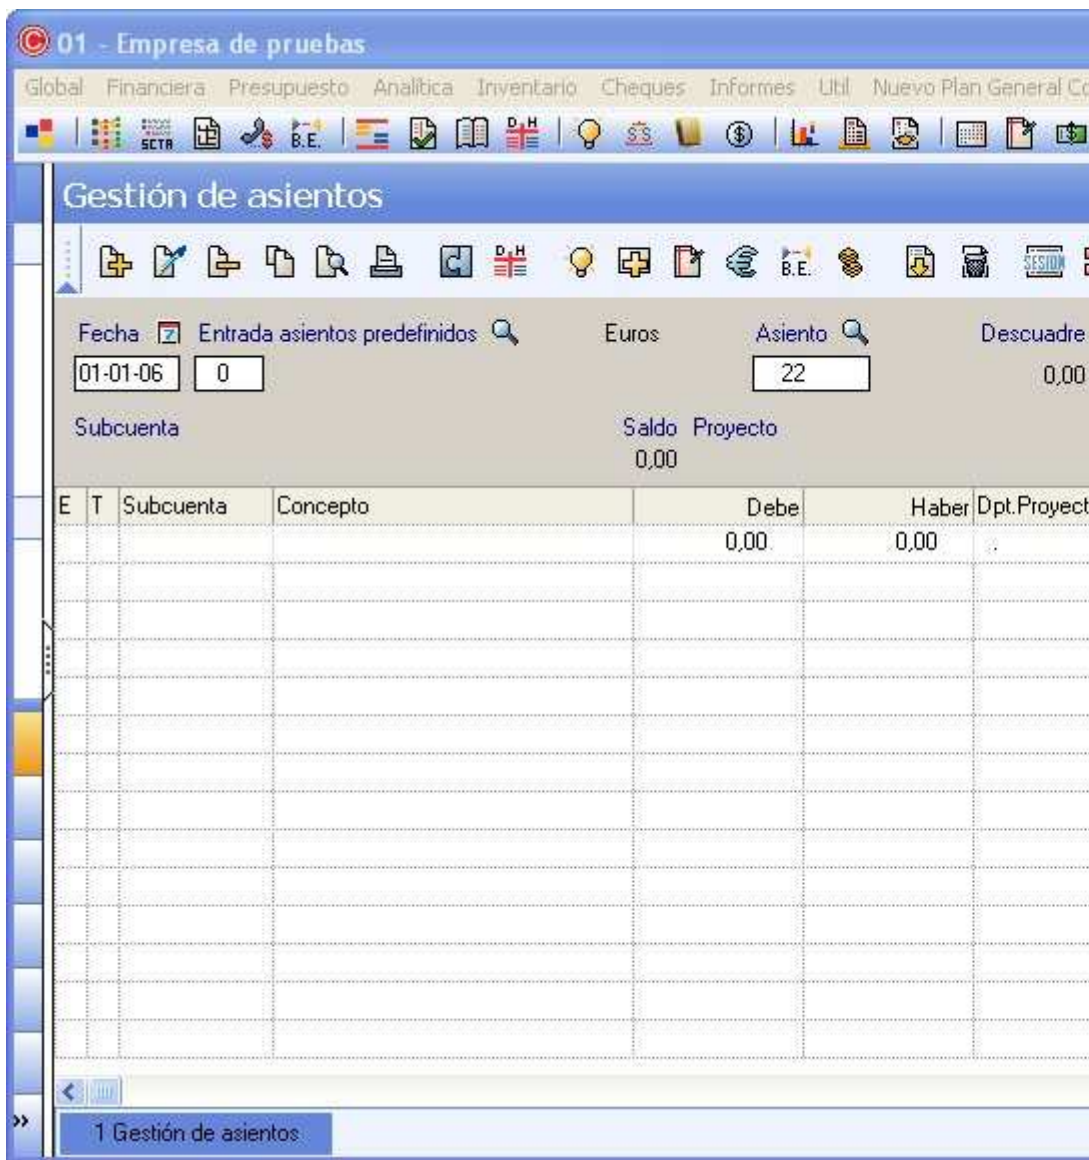 01 - Empresa de pruebas
Global Financiera Presupuesto Analítica Inventario Cheques Informes Util Nuevo Plan General Co
SCTA B.E. D H $ $
Gestión de asientos
D H B.E. SESION
Fecha 7 Entrada asientos predefinidos Euros Asiento Descuadre
01-01-06 0 22 0,00
Subcuenta Saldo Proyecto
0,00
E T Subcuenta Concepto Debe Haber Dpt.Proyect
0,00 0,00 .
»
1 Gestión de asientos